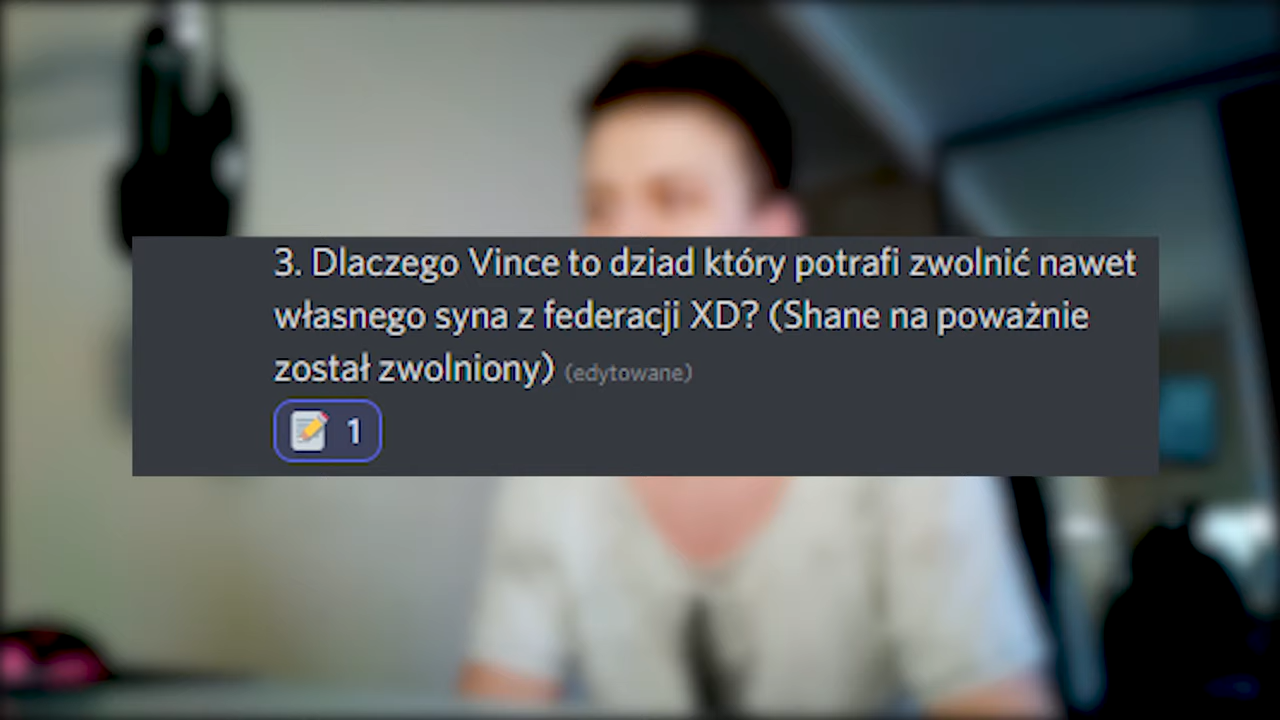 3. Dlaczego Vince to dziad który potrafi zwolnić nawet
własnego syna z federacji XD? (Shane na poważnie
został zwolniony) (edytowane)
1